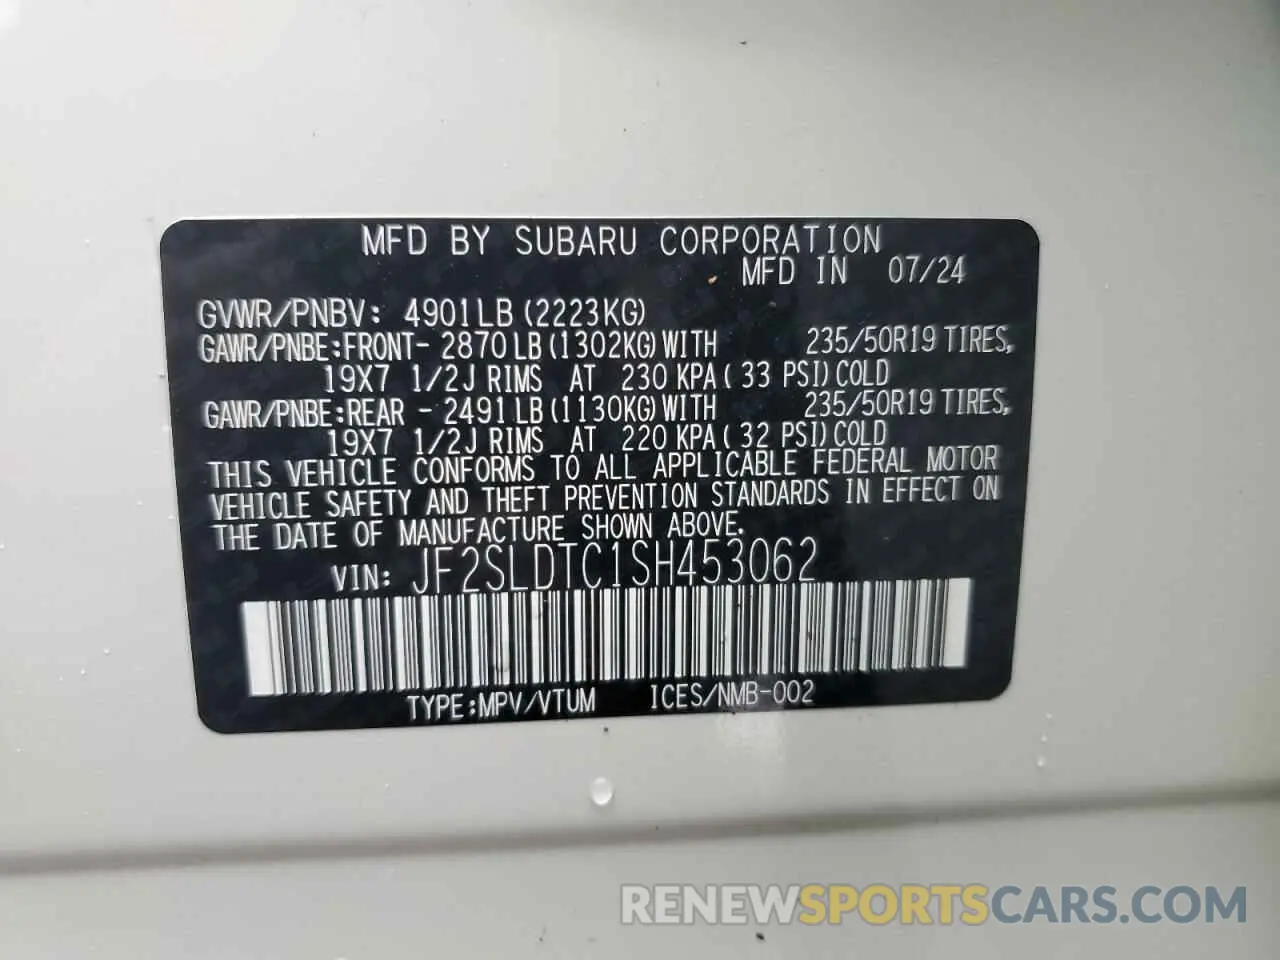 MFD BY SUBARU CORPORATION
MFD IN 07/24
GVWR/PNBV: 4901LB (2223KG)
GAWR/PNBE:FRONT- 2870LB(1302KG)WITH 235/50R19 TIRES,
19X7 1/2J RIMS AT 230 KPA( 33 PSI)COLD
GAWR/PNBE:REAR - 2491LB(1130KG)WITH 235/50R19 TIRES,
19X7 1/2J RIMS AT 220 KPA( 32 PSI)COLD
THIS VEHICLE CONFORMS TO ALL APPLICABLE FEDERAL MOTOR
VEHICLE SAFETY AND THEFT PREVENTION STANDARDS IN EFFECT ON
THE DATE OF MANUFACTURE SHOWN ABOVE.
VIN: JF2SLDTC1SH453062
TYPE:MPV/VTUM ICES/NMB-002
RENEWSPORTSCARS.COM